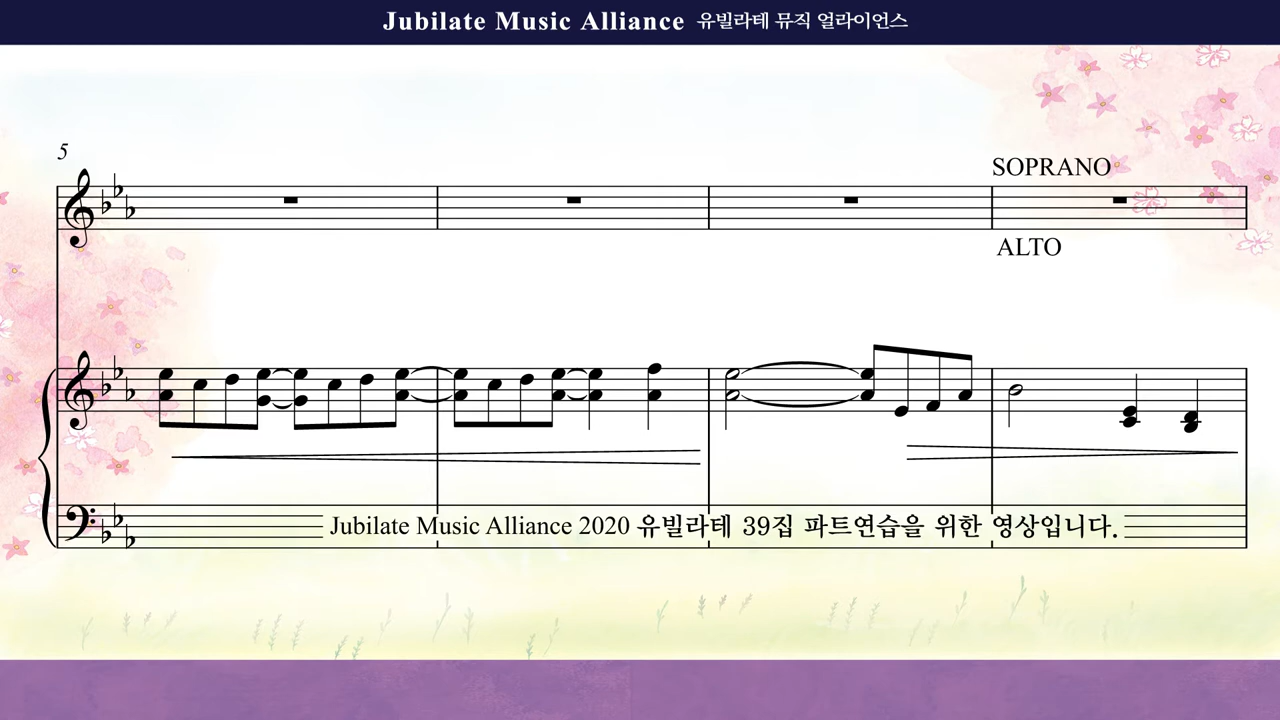 Jubilate Music Alliance 유빌라테 뮤직 얼라이언스
5
SOPRANO
ALTO
Jubilate Music Alliance 2020 유빌라테 39집 파트연습을 위한 영상입니다.